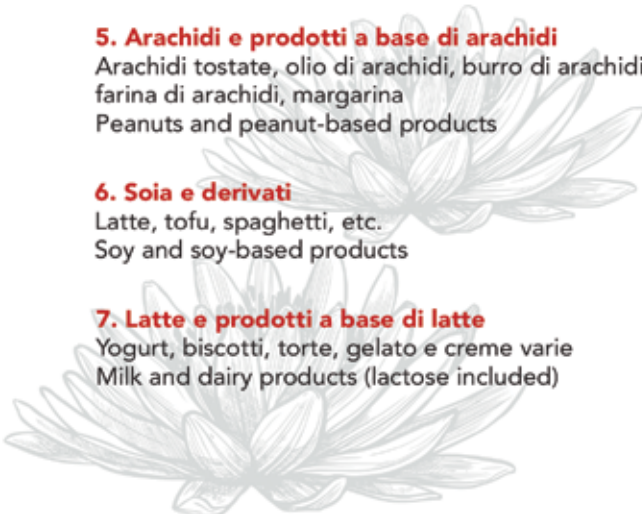 5. Arachidi e prodotti a base di arachidi
Arachidi tostate, olio di arachidi, burro di arachidi
farina di arachidi, margarina
Peanuts and peanut-based products
6. Soia e derivati
Latte, tofu, spaghetti, etc.
Soy and soy-based products
7. Latte e prodotti a base di latte
Yogurt, biscotti, torte, gelato e creme varie
Milk and dairy products (lactose included)